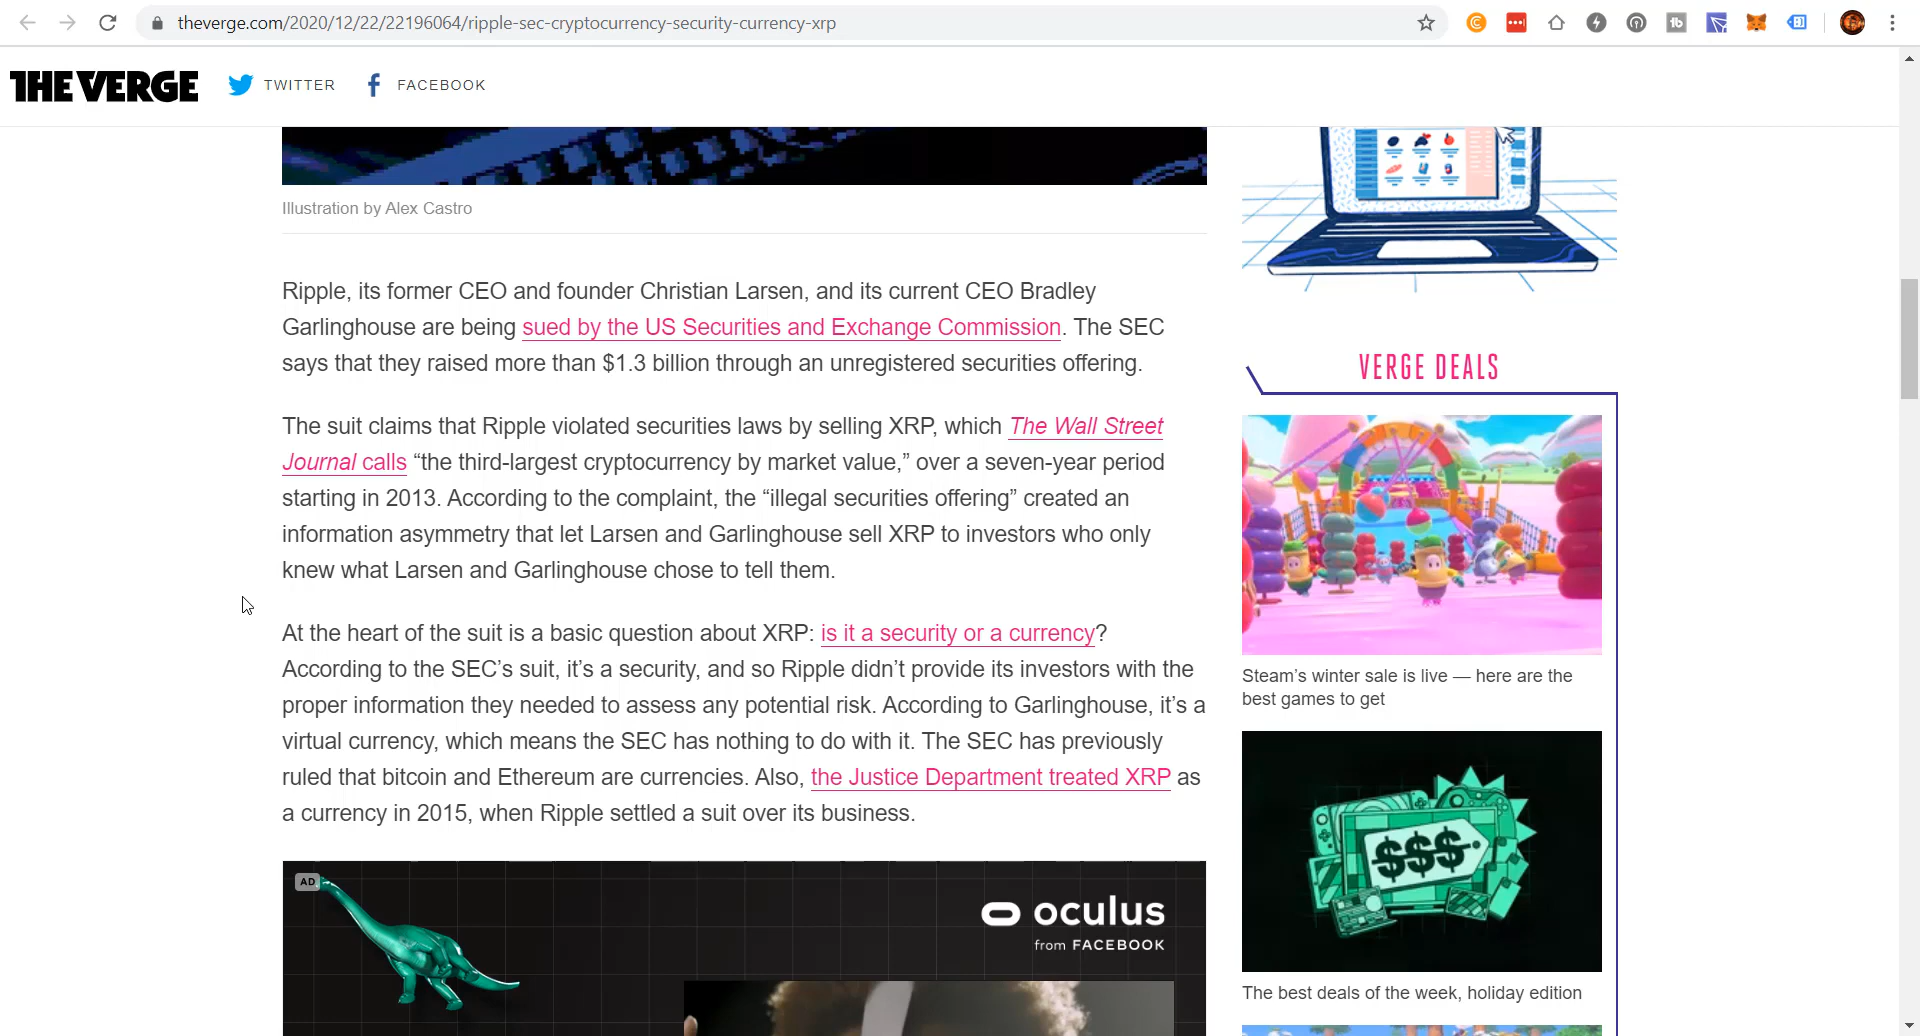 theverge.com/2020/12/22/22196064/ripple-sec-cryptocurrency-security-currency-xrp
THE VERGE
TWITTER
FACEBOOK
Illustration by Alex Castro
Ripple, its former CEO and founder Christian Larsen, and its current CEO Bradley
Garlinghouse are being sued by the US Securities and Exchange Commission. The SEC
says that they raised more than $1.3 billion through an unregistered securities offering.
The suit claims that Ripple violated securities laws by selling XRP, which The Wall Street
Journal calls “the third-largest cryptocurrency by market value,” over a seven-year period
starting in 2013. According to the complaint, the “illegal securities offering” created an
information asymmetry that let Larsen and Garlinghouse sell XRP to investors who only
knew what Larsen and Garlinghouse chose to tell them.
At the heart of the suit is a basic question about XRP: is it a security or a currency?
According to the SEC’s suit, it’s a security, and so Ripple didn’t provide its investors with the
proper information they needed to assess any potential risk. According to Garlinghouse, it’s a
virtual currency, which means the SEC has nothing to do with it. The SEC has previously
ruled that bitcoin and Ethereum are currencies. Also, the Justice Department treated XRP as
a currency in 2015, when Ripple settled a suit over its business.
AD
oculus
from FACEBOOK
VERGE DEALS
Steam’s winter sale is live — here are the
best games to get
$$$
The best deals of the week, holiday edition